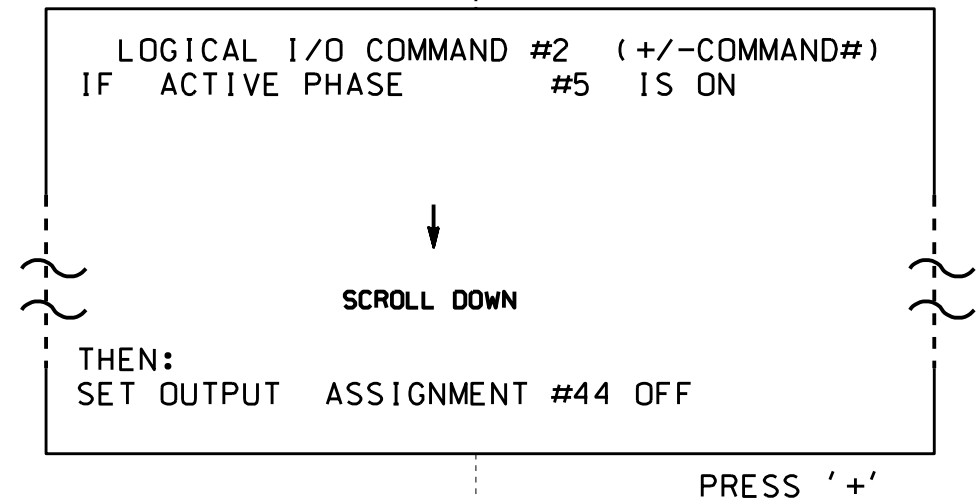 LOGICAL I/O COMMAND #2 (+/-COMMAND#)
IF ACTIVE PHASE #5 IS ON
SCROLL DOWN
THEN:
SET OUTPUT ASSIGNMENT #44 OFF
PRESS '+'